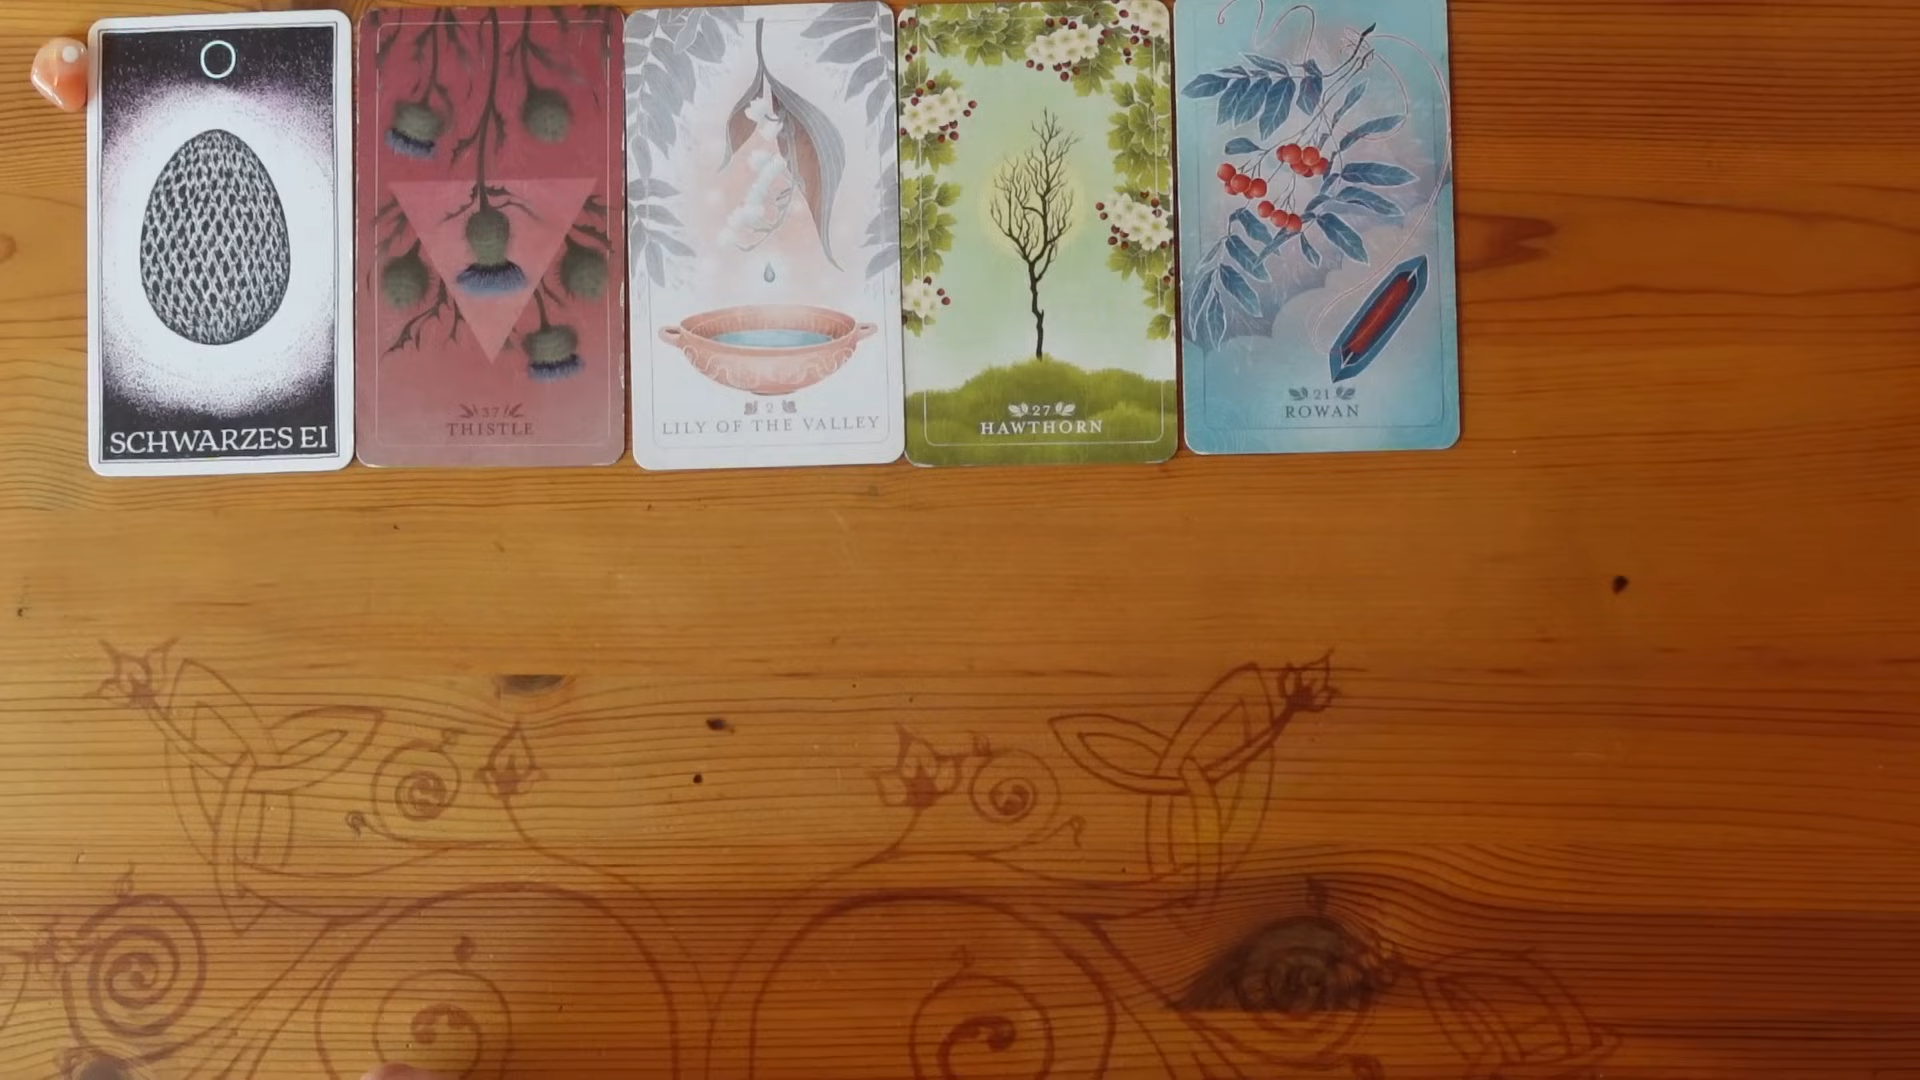 SCHWARZES EI
37
THISTLE
2
LILY OF THE VALLEY
27
HAWTHORN
21
ROWAN